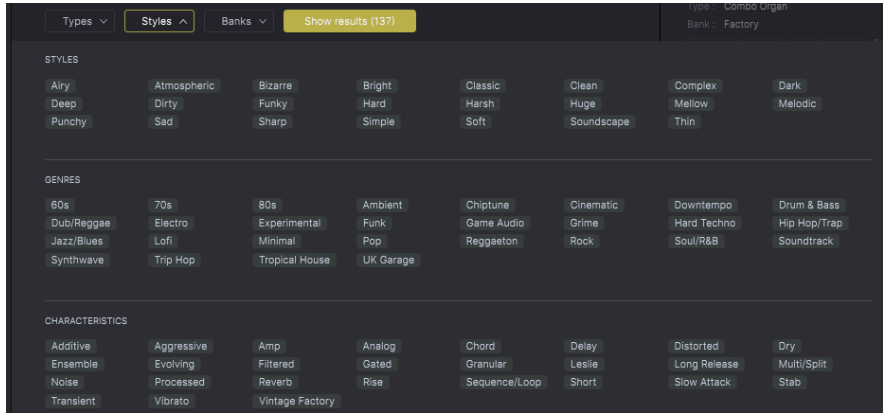 Types Styles Banks Show results (137)
Type : Combo Organ
Bank : Factory
STYLES
Airy Atmospheric Bizarre Bright Classic Clean Complex Dark
Deep Dirty Funky Hard Harsh Huge Mellow Melodic
Punchy Sad Sharp Simple Soft Soundscape Thin
GENRES
60s 70s 80s Ambient Chiptune Cinematic Downtempo Drum & Bass
Dub/Reggae Electro Experimental Funk Game Audio Grime Hard Techno Hip Hop/Trap
Jazz/Blues Lofi Minimal Pop Reggaeton Rock Soul/R&B Soundtrack
Synthwave Trip Hop Tropical House UK Garage
CHARACTERISTICS
Additive Aggressive Amp Analog Chord Delay Distorted Dry
Ensemble Evolving Filtered Gated Granular Leslie Long Release Multi/Split
Noise Processed Reverb Rise Sequence/Loop Short Slow Attack Stab
Transient Vibrato Vintage Factory